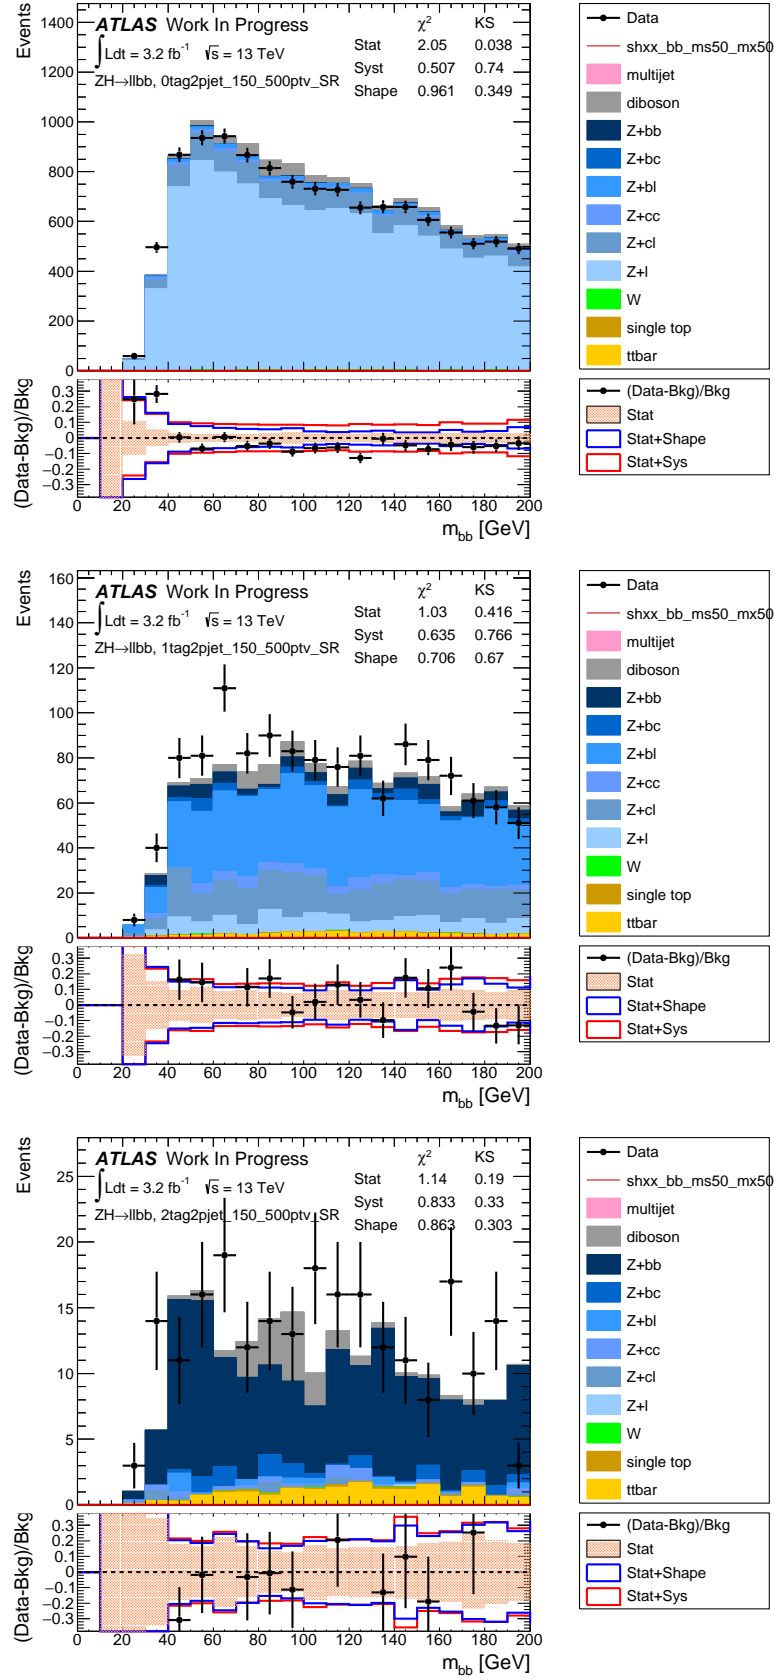 Events
ATLAS Work In Progress
∫Ldt = 3.2 fb⁻¹ √s = 13 TeV
ZH→llbb, 0tag2pjet_150_500ptv_SR
χ² KS
Stat 2.05 0.038
Syst 0.507 0.74
Shape 0.961 0.349
1400
1200
1000
800
600
400
200
0
Data
shxx_bb_ms50_mx50
multijet
diboson
Z+bb
Z+bc
Z+bl
Z+cc
Z+cl
Z+l
W
single top
ttbar
(Data-Bkg)/Bkg
0.3
0.2
0.1
0
−0.1
−0.2
−0.3
0 20 40 60 80 100 120 140 160 180 200
m_bb [GeV]
(Data-Bkg)/Bkg
Stat
Stat+Shape
Stat+Sys
Events
ATLAS Work In Progress
∫Ldt = 3.2 fb⁻¹ √s = 13 TeV
ZH→llbb, 1tag2pjet_150_500ptv_SR
χ² KS
Stat 1.03 0.416
Syst 0.635 0.766
Shape 0.706 0.67
160
140
120
100
80
60
40
20
0
Data
shxx_bb_ms50_mx50
multijet
diboson
Z+bb
Z+bc
Z+bl
Z+cc
Z+cl
Z+l
W
single top
ttbar
(Data-Bkg)/Bkg
0.3
0.2
0.1
0
−0.1
−0.2
−0.3
0 20 40 60 80 100 120 140 160 180 200
m_bb [GeV]
(Data-Bkg)/Bkg
Stat
Stat+Shape
Stat+Sys
Events
ATLAS Work In Progress
∫Ldt = 3.2 fb⁻¹ √s = 13 TeV
ZH→llbb, 2tag2pjet_150_500ptv_SR
χ² KS
Stat 1.14 0.19
Syst 0.833 0.33
Shape 0.863 0.303
25
20
15
10
5
0
Data
shxx_bb_ms50_mx50
multijet
diboson
Z+bb
Z+bc
Z+bl
Z+cc
Z+cl
Z+l
W
single top
ttbar
(Data-Bkg)/Bkg
0.3
0.2
0.1
0
−0.1
−0.2
−0.3
0 20 40 60 80 100 120 140 160 180 200
m_bb [GeV]
(Data-Bkg)/Bkg
Stat
Stat+Shape
Stat+Sys